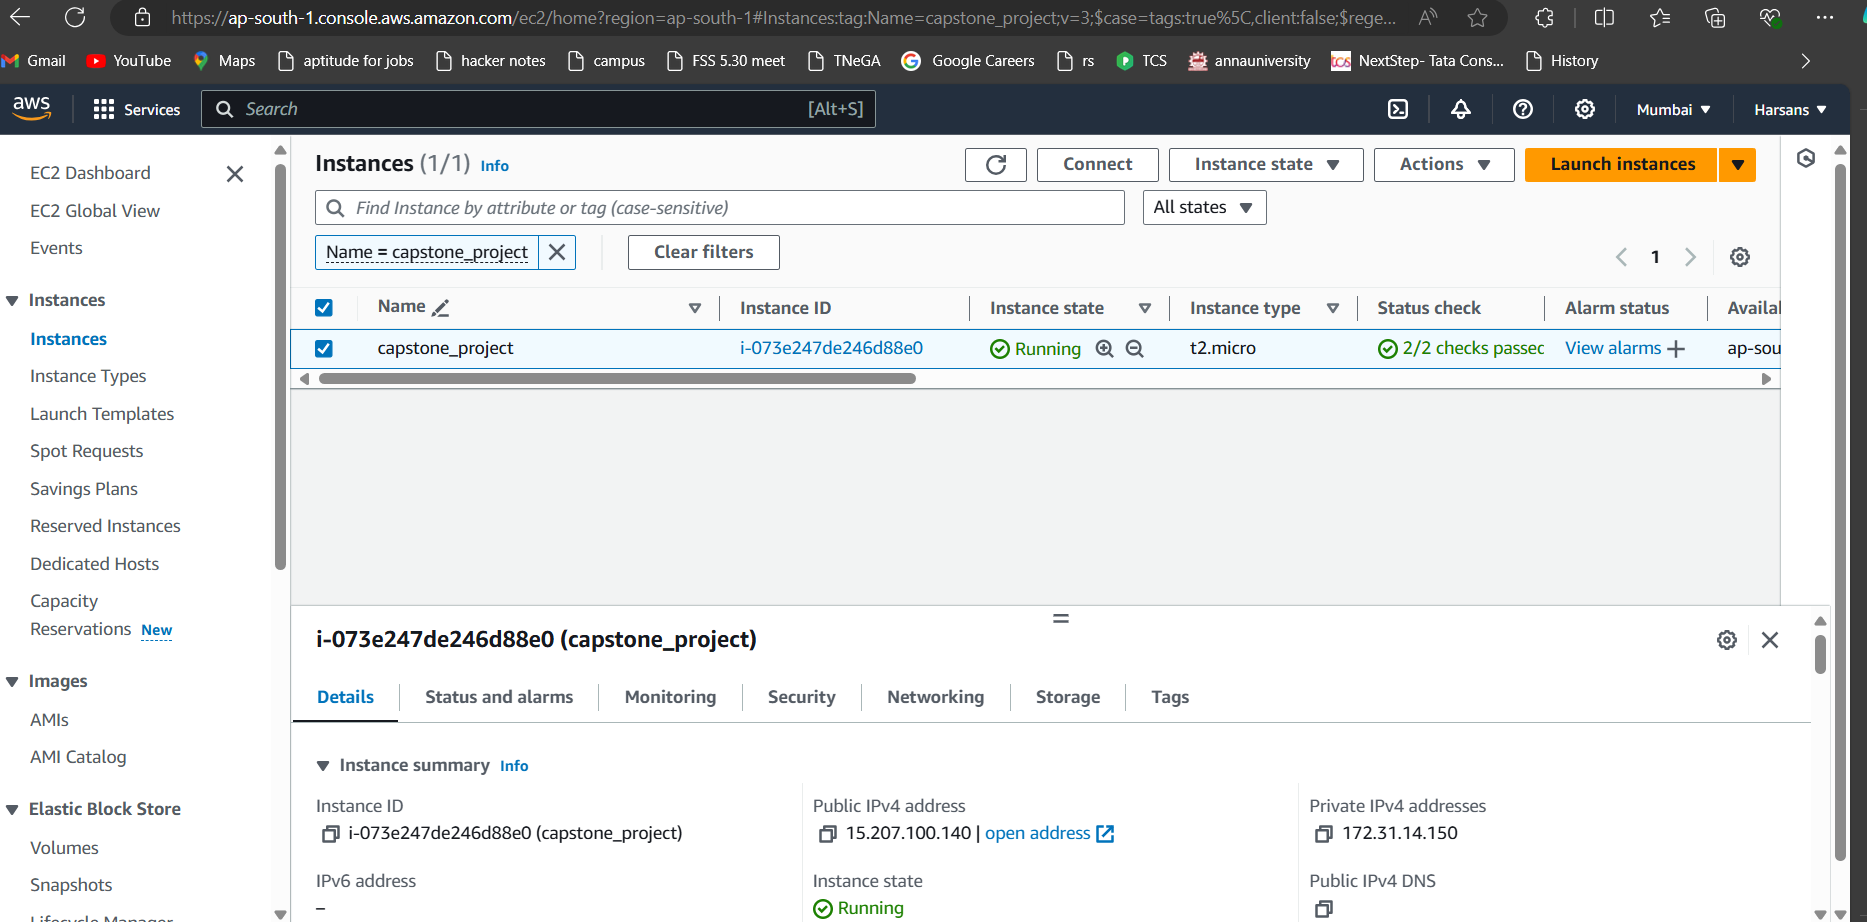 https://ap-south-1.console.aws.amazon.com/ec2/home?region=ap-south-1#Instances:tag:Name=capstone_project;v=3;$case=tags:true%5C,client:false;$rege...
Gmail YouTube Maps aptitude for jobs hacker notes campus FSS 5.30 meet TNeGA Google Careers rs TCS annauniversity NextStep- Tata Cons... History
aws Services Search [Alt+S] Mumbai Harsans
EC2 Dashboard
EC2 Global View
Events
Instances
Instances
Instance Types
Launch Templates
Spot Requests
Savings Plans
Reserved Instances
Dedicated Hosts
Capacity
Reservations New
Images
AMIs
AMI Catalog
Elastic Block Store
Volumes
Snapshots
Lifecycle Manager
Instances (1/1) Info Connect Instance state Actions Launch instances
Find Instance by attribute or tag (case-sensitive) All states
Name = capstone_project Clear filters 1
Name Instance ID Instance state Instance type Status check Alarm status Availal
capstone_project i-073e247de246d88e0 Running t2.micro 2/2 checks passec View alarms ap-sou
i-073e247de246d88e0 (capstone_project)
Details Status and alarms Monitoring Security Networking Storage Tags
Instance summary Info
Instance ID Public IPv4 address Private IPv4 addresses
i-073e247de246d88e0 (capstone_project) 15.207.100.140 | open address 172.31.14.150
IPv6 address Instance state Public IPv4 DNS
– Running